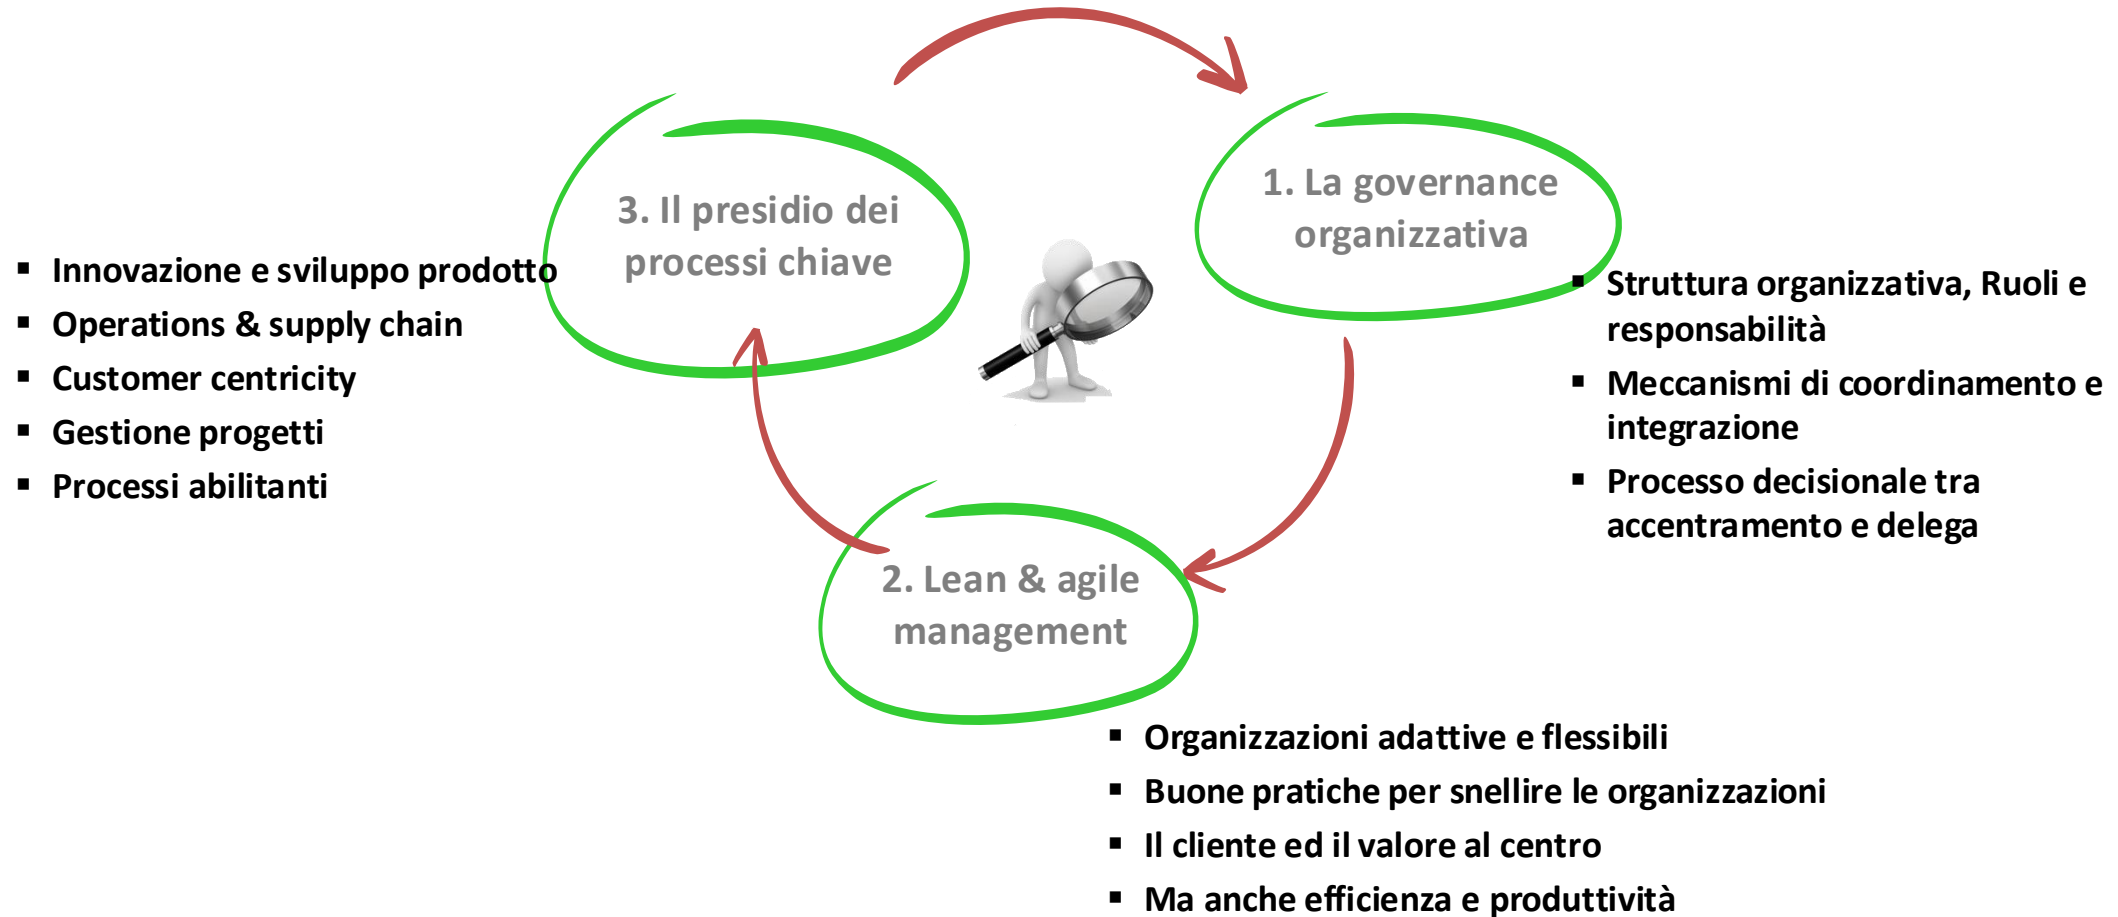 3. Il presidio dei
processi chiave
▪ Innovazione e sviluppo prodotto
▪ Operations & supply chain
▪ Customer centricity
▪ Gestione progetti
▪ Processi abilitanti
1. La governance
organizzativa
▪ Struttura organizzativa, Ruoli e
responsabilità
▪ Meccanismi di coordinamento e
integrazione
▪ Processo decisionale tra
accentramento e delega
2. Lean & agile
management
▪ Organizzazioni adattive e flessibili
▪ Buone pratiche per snellire le organizzazioni
▪ Il cliente ed il valore al centro
▪ Ma anche efficienza e produttività